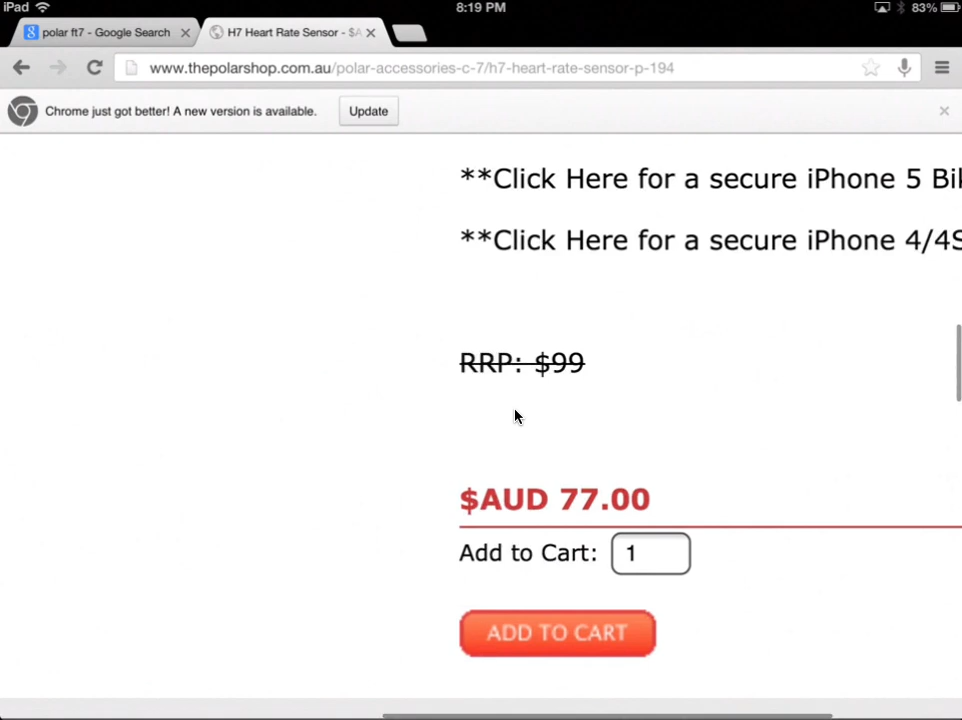 iPad 8:19 PM 83%
polar ft7 - Google Search H7 Heart Rate Sensor - $A
www.thepolarshop.com.au/polar-accessories-c-7/h7-heart-rate-sensor-p-194
Chrome just got better! A new version is available. Update
**Click Here for a secure iPhone 5 Bi
**Click Here for a secure iPhone 4/4S
RRP: $99
$AUD 77.00
Add to Cart: 1
ADD TO CART